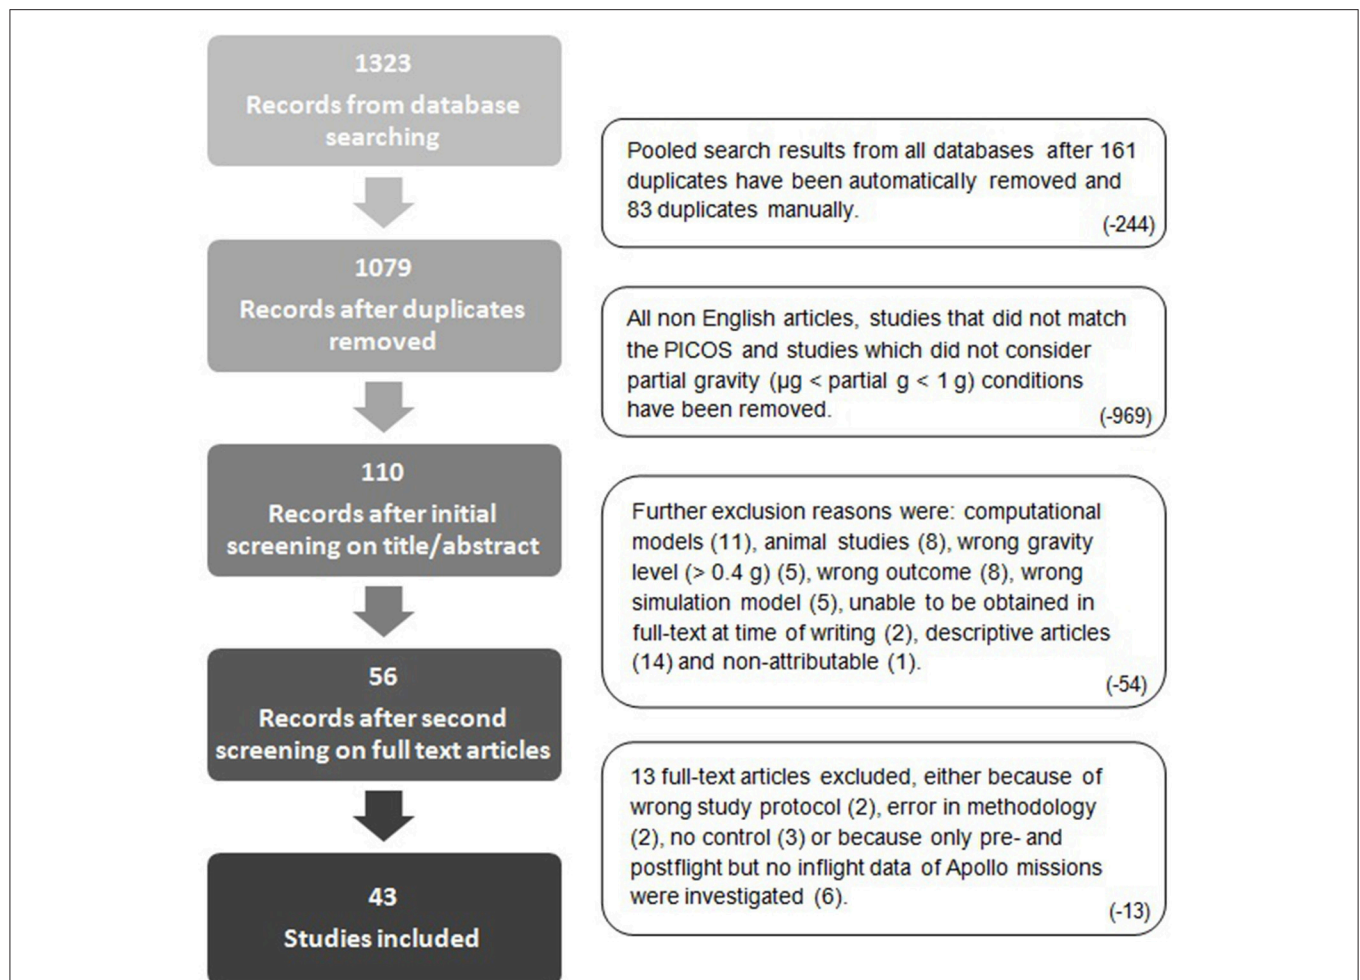 1323
Records from database
searching
Pooled search results from all databases after 161
duplicates have been automatically removed and
83 duplicates manually.
(-244)
1079
Records after duplicates
removed
All non English articles, studies that did not match
the PICOS and studies which did not consider
partial gravity (µg < partial g < 1 g) conditions
have been removed.
(-969)
110
Records after initial
screening on title/abstract
Further exclusion reasons were: computational
models (11), animal studies (8), wrong gravity
level (> 0.4 g) (5), wrong outcome (8), wrong
simulation model (5), unable to be obtained in
full-text at time of writing (2), descriptive articles
(14) and non-attributable (1).
(-54)
56
Records after second
screening on full text articles
13 full-text articles excluded, either because of
wrong study protocol (2), error in methodology
(2), no control (3) or because only pre- and
postflight but no inflight data of Apollo missions
were investigated (6).
(-13)
43
Studies included